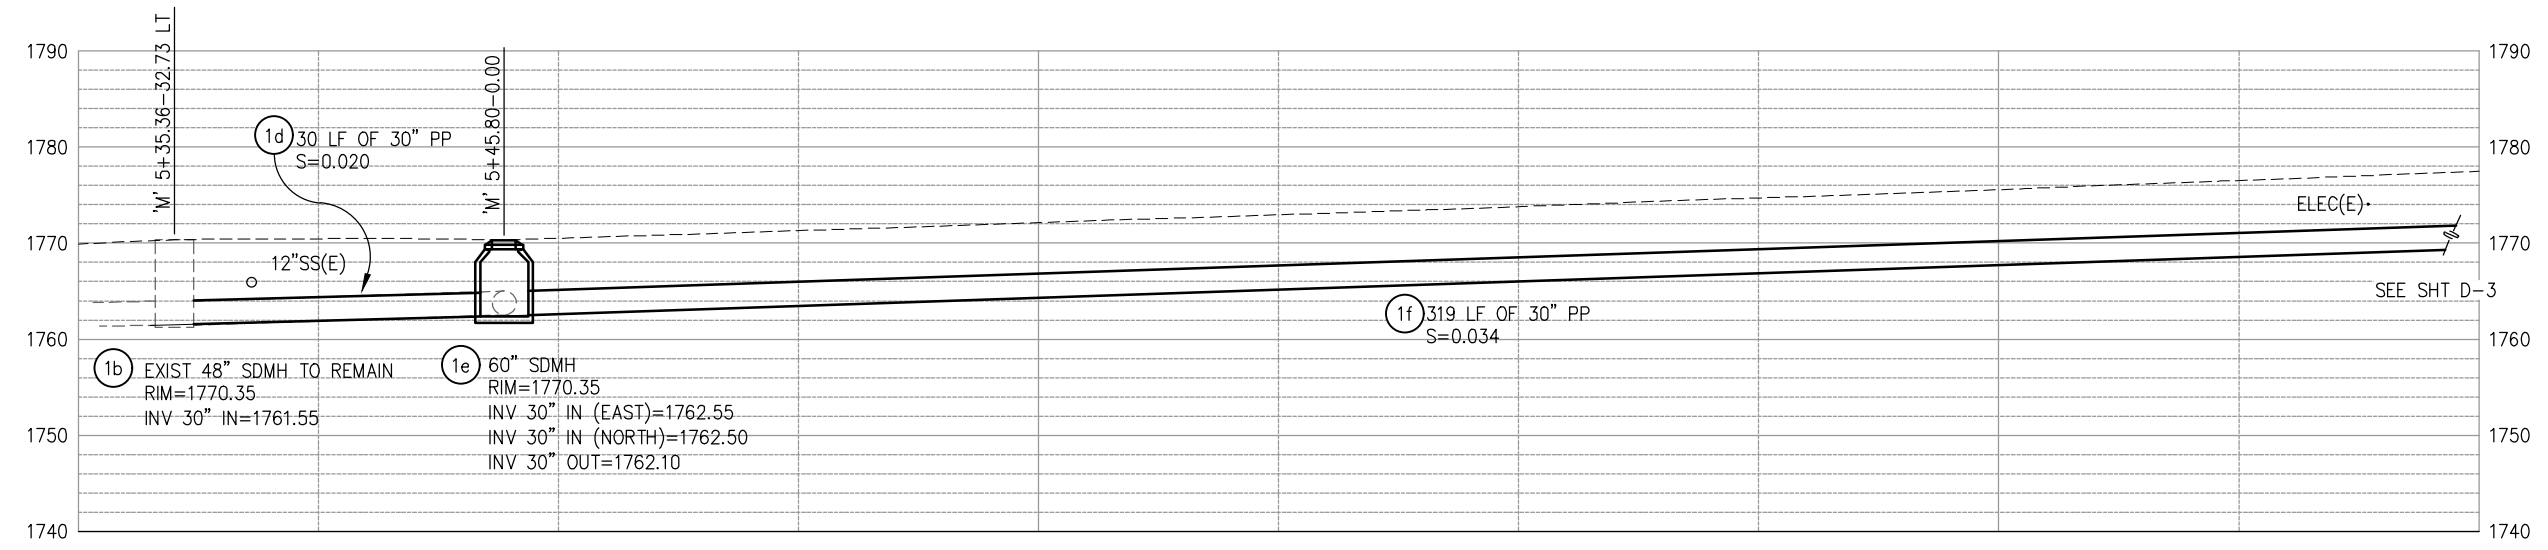 1790
1780
1770
1760
1750
1740
'M' 5+35.36-32.73 LT
'M' 5+45.80-0.00
1d
30 LF OF 30" PP
S=0.020
12"SS(E)
ELEC(E)
SEE SHT D-3
1f
319 LF OF 30" PP
S=0.034
1b
EXIST 48" SDMH TO REMAIN
RIM=1770.35
INV 30" IN=1761.55
1e
60" SDMH
RIM=1770.35
INV 30" IN (EAST)=1762.55
INV 30" IN (NORTH)=1762.50
INV 30" OUT=1762.10
1790
1780
1770
1760
1750
1740